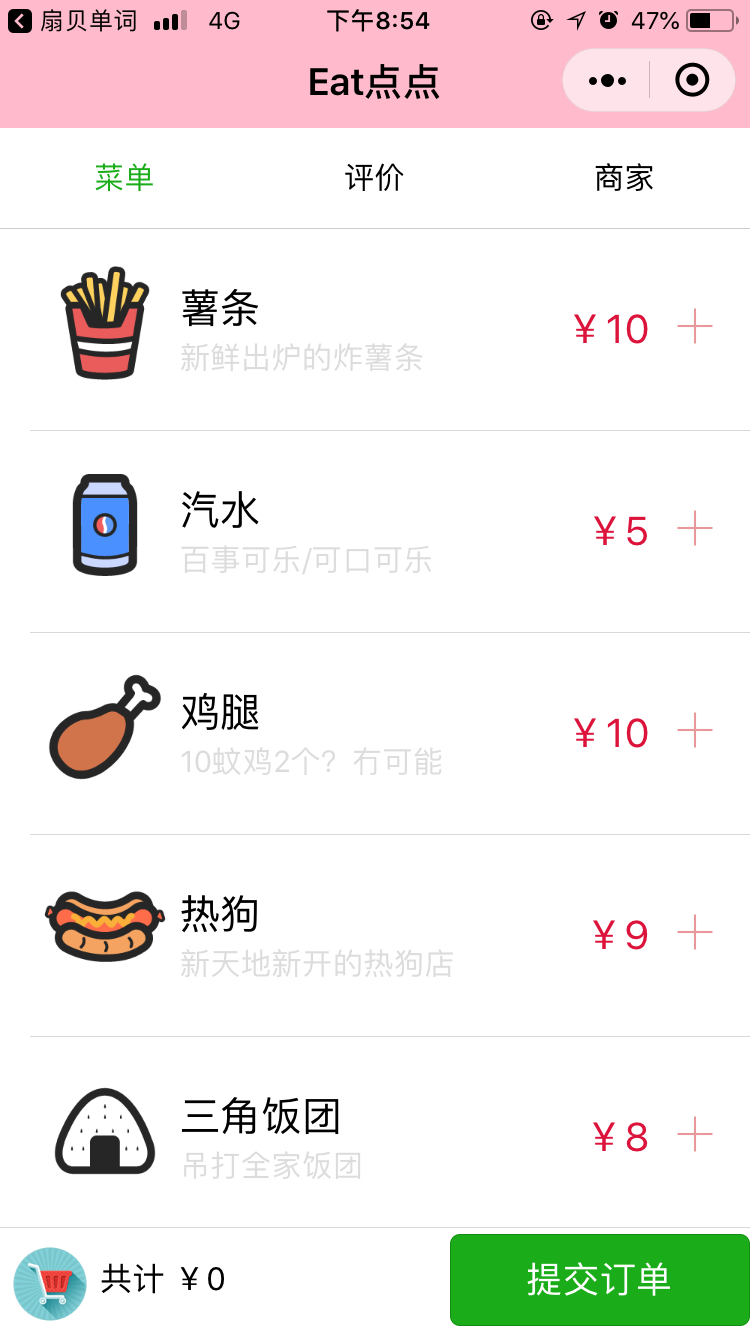 扇贝单词 4G 下午8:54 47%
Eat点点
菜单 评价 商家
薯条
新鲜出炉的炸薯条
¥10
汽水
百事可乐/可口可乐
¥5
鸡腿
10蚊鸡2个？冇可能
¥10
热狗
新天地新开的热狗店
¥9
三角饭团
吊打全家饭团
¥8
共计 ¥0
提交订单